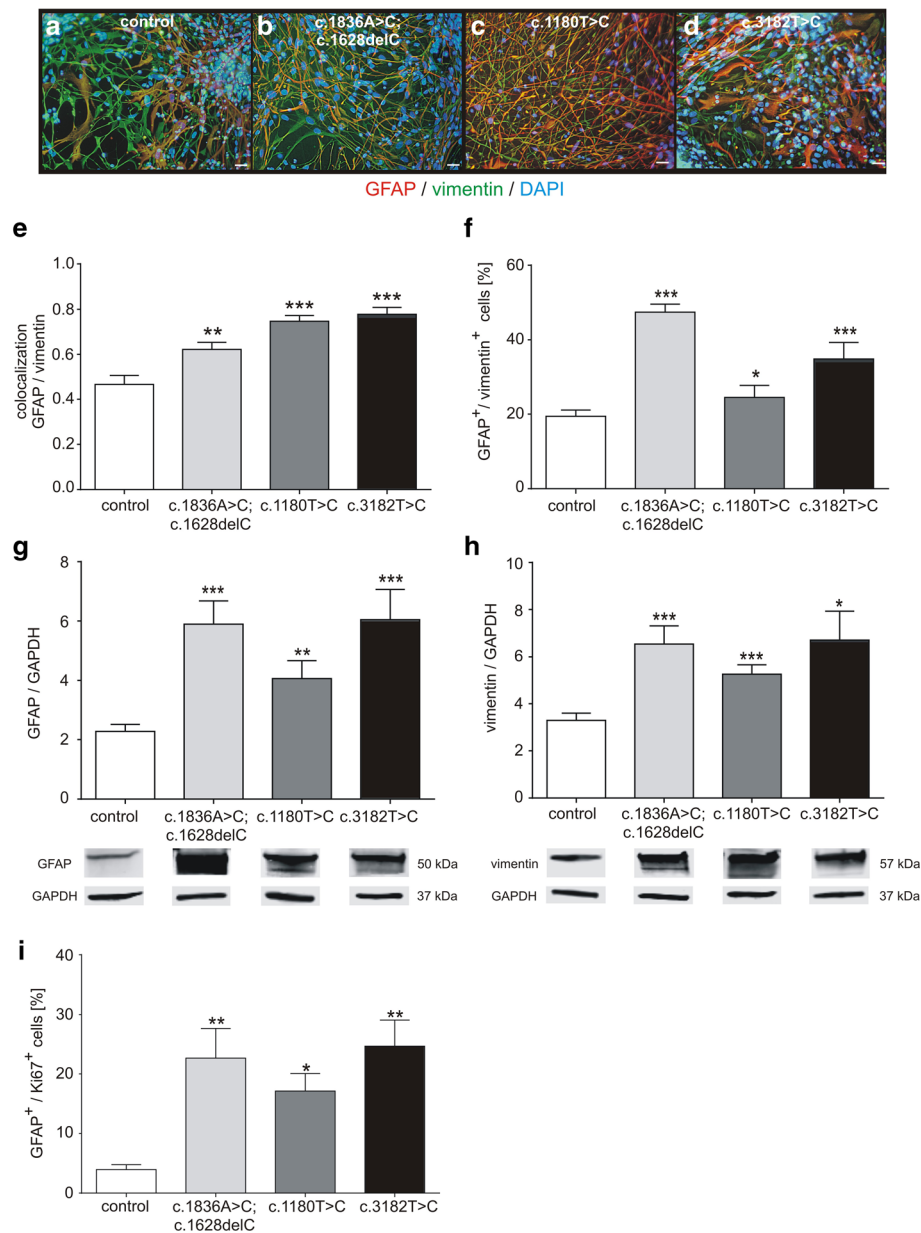 a control
b c.1836A>C;
c.1628delC
c c.1180T>C
d c.3182T>C
GFAP / vimentin / DAPI
e
colocalization
GFAP / vimentin
1.0
0.8
0.6
0.4
0.2
0.0
** *** ***
control c.1836A>C; c.1180T>C c.3182T>C
c.1628delC
f
GFAP+/ vimentin+ cells [%]
60
40
20
0
*** * ***
control c.1836A>C; c.1180T>C c.3182T>C
c.1628delC
g
GFAP / GAPDH
8
6
4
2
0
*** ** ***
control c.1836A>C; c.1180T>C c.3182T>C
c.1628delC
GFAP 50 kDa
GAPDH 37 kDa
h
vimentin / GAPDH
10
8
6
4
2
0
*** *** *
control c.1836A>C; c.1180T>C c.3182T>C
c.1628delC
vimentin 57 kDa
GAPDH 37 kDa
i
GFAP+ / Ki67+ cells [%]
40
30
20
10
0
** * **
control c.1836A>C; c.1180T>C c.3182T>C
c.1628delC